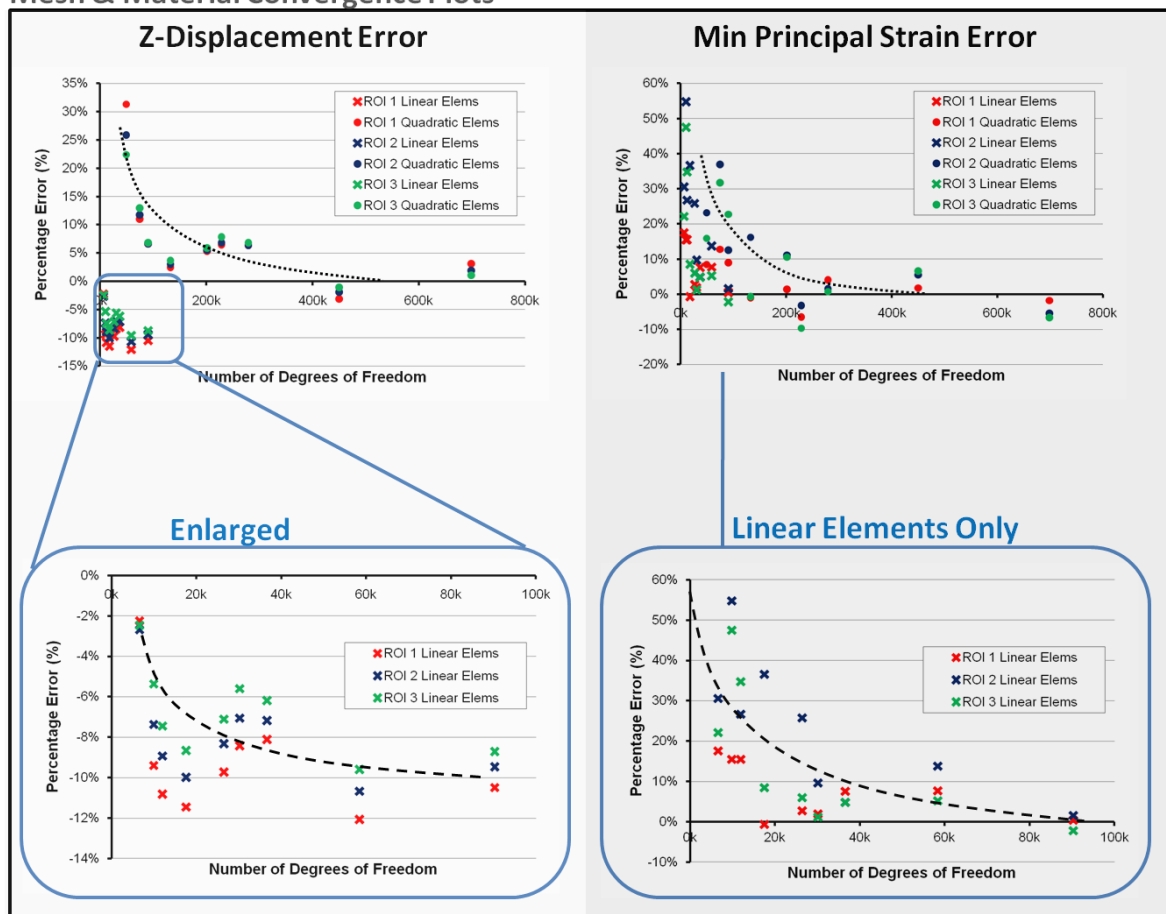 Mesh & Material Convergence Plots
Z-Displacement Error
35%
30%
25%
20%
15%
10%
5%
0%
-5%
-10%
-15%
Percentage Error (%)
0k
200k
400k
600k
800k
Number of Degrees of Freedom
ROI 1 Linear Elems
ROI 1 Quadratic Elems
ROI 2 Linear Elems
ROI 2 Quadratic Elems
ROI 3 Linear Elems
ROI 3 Quadratic Elems
Min Principal Strain Error
60%
50%
40%
30%
20%
10%
0%
-10%
-20%
Percentage Error (%)
0k
200k
400k
600k
800k
Number of Degrees of Freedom
ROI 1 Linear Elems
ROI 2 Linear Elems
ROI 3 Linear Elems
ROI 1 Quadratic Elems
ROI 2 Quadratic Elems
ROI 3 Quadratic Elems
Enlarged
0%
-2%
-4%
-6%
-8%
-10%
-12%
-14%
Percentage Error (%)
0k
20k
40k
60k
80k
100k
Number of Degrees of Freedom
ROI 1 Linear Elems
ROI 2 Linear Elems
ROI 3 Linear Elems
Linear Elements Only
60%
50%
40%
30%
20%
10%
0%
-10%
Percentage Error (%)
0k
20k
40k
60k
80k
100k
Number of Degrees of Freedom
ROI 1 Linear Elems
ROI 2 Linear Elems
ROI 3 Linear Elems